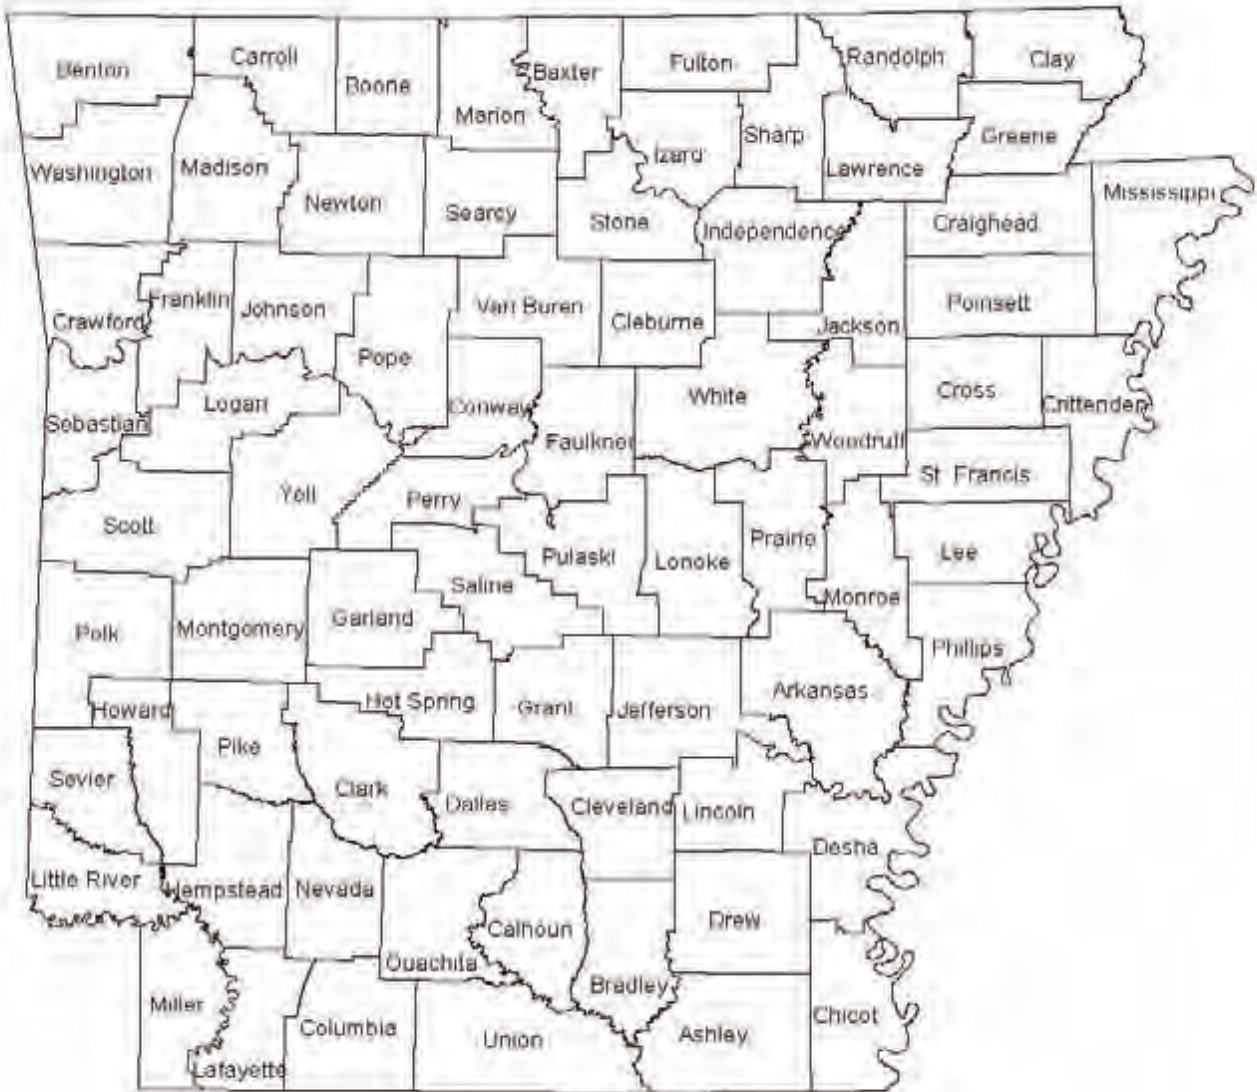 Benton
Carroll
Boone
Marion
Baxter
Fulton
Randolph
Clay
Washington
Madison
Newton
Searcy
Stone
Izard
Sharp
Lawrence
Greene
Mississippi
Independence
Craighead
Crawford
Franklin
Johnson
Pope
Van Buren
Cleburne
Jackson
Poinsett
Sebastian
Logan
Conway
White
Woodruff
Cross
Crittenden
Faulkner
St Francis
Scott
Yell
Perry
Pulaski
Lonoke
Prairie
Lee
Saline
Monroe
Polk
Montgomery
Garland
Phillips
Howard
Pike
Hot Spring
Grant
Jefferson
Arkansas
Sevier
Clark
Dallas
Cleveland
Lincoln
Desha
Little River
Hempstead
Nevada
Ouachita
Calhoun
Bradley
Drew
Miller
Lafayette
Columbia
Union
Ashley
Chicot